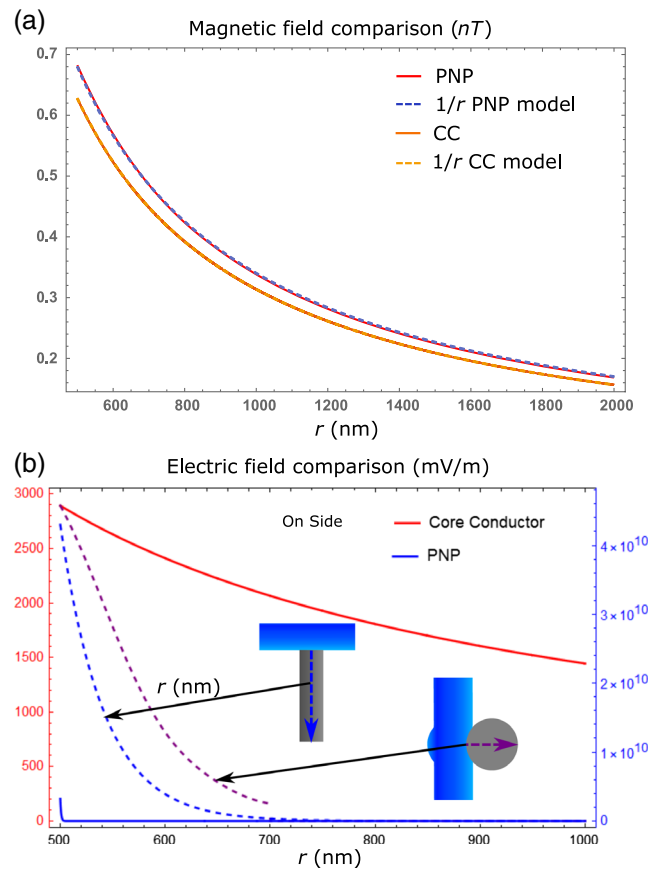 (a)
Magnetic field comparison (nT)
0.7
0.6
0.5
0.4
0.3
0.2
PNP
1/r PNP model
CC
1/r CC model
600 800 1000 1200 1400 1600 1800 2000
r (nm)
(b)
Electric field comparison (mV/m)
3000
2500
2000
1500
1000
500
0
On Side
Core Conductor
PNP
r (nm)
4×10¹⁰
3×10¹⁰
2×10¹⁰
1×10¹⁰
0
500 600 700 800 900 1000
r (nm)